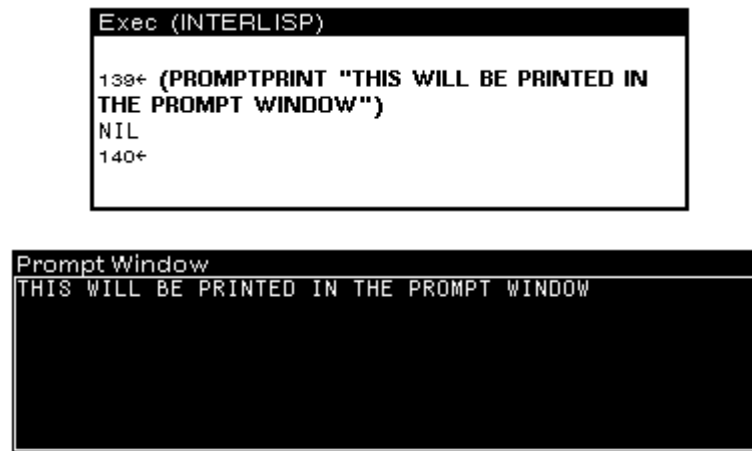 Exec (INTERLISP)
139← (PROMPTPRINT "THIS WILL BE PRINTED IN
THE PROMPT WINDOW")
NIL
140←
Prompt Window
THIS WILL BE PRINTED IN THE PROMPT WINDOW